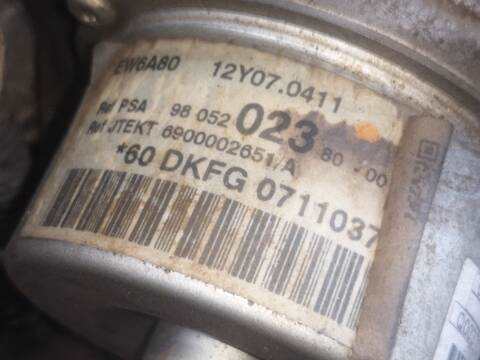 EW6A80 12Y07.0411
Ref PSA 98 052 023 80 - 00
Ref JTEKT 6900002651/A
*60 DKFG 0711037